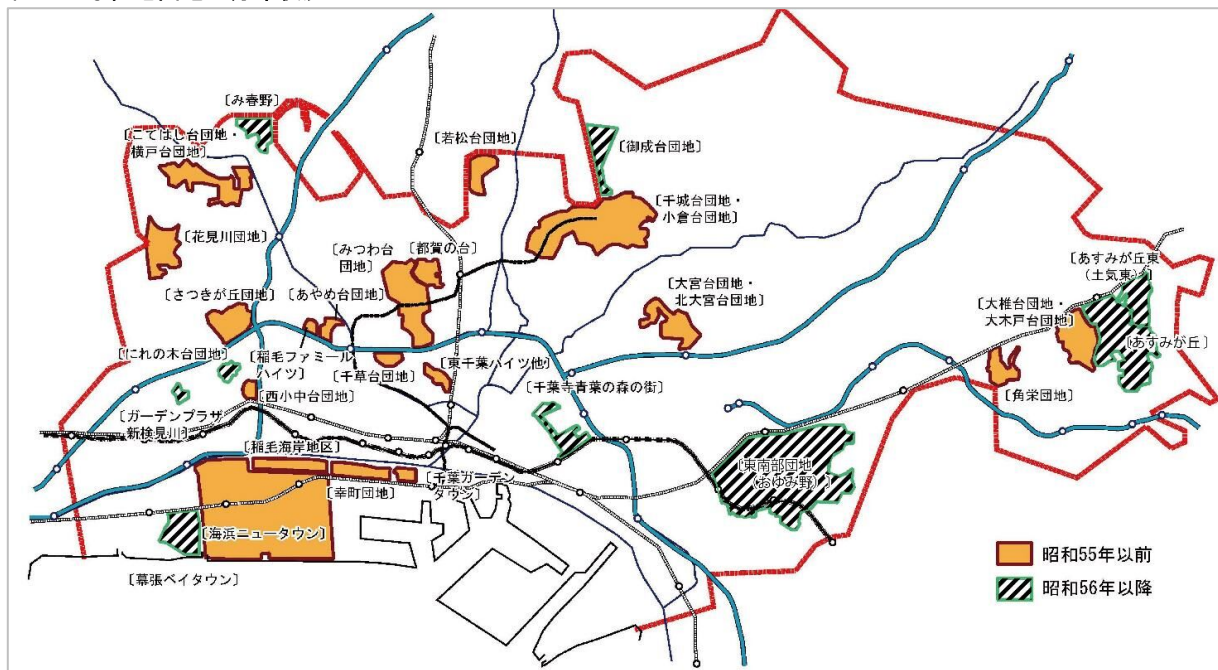 〔み春野〕
〔こてはし台団地・
横戸台団地〕
〔若松台団地〕
〔御成台団地〕
〔千城台団地・
小倉台団地〕
〔花見川団地〕
〔みつわ台
団地〕
〔都賀の台〕
〔あすみが丘東
（土気東）〕
〔さつきが丘団地〕
〔あやめ台団地〕
〔大宮台団地・
北大宮台団地〕
〔大椎台団地・
大木戸台団地〕
〔あすみが丘〕
〔にれの木台団地〕
〔稲毛ファミール
ハイツ〕
〔千草台団地〕
〔東千葉ハイツ他〕
〔千葉寺青葉の森の街〕
〔角栄団地〕
〔西小中台団地〕
〔ガーデンプラザ
新検見川〕
〔稲毛海岸地区〕
〔幸町団地〕
〔千葉ガーデン
タウン〕
〔東南部団地
（おゆみ野）〕
〔海浜ニュータウン〕
〔幕張ベイタウン〕
昭和55年以前
昭和56年以降